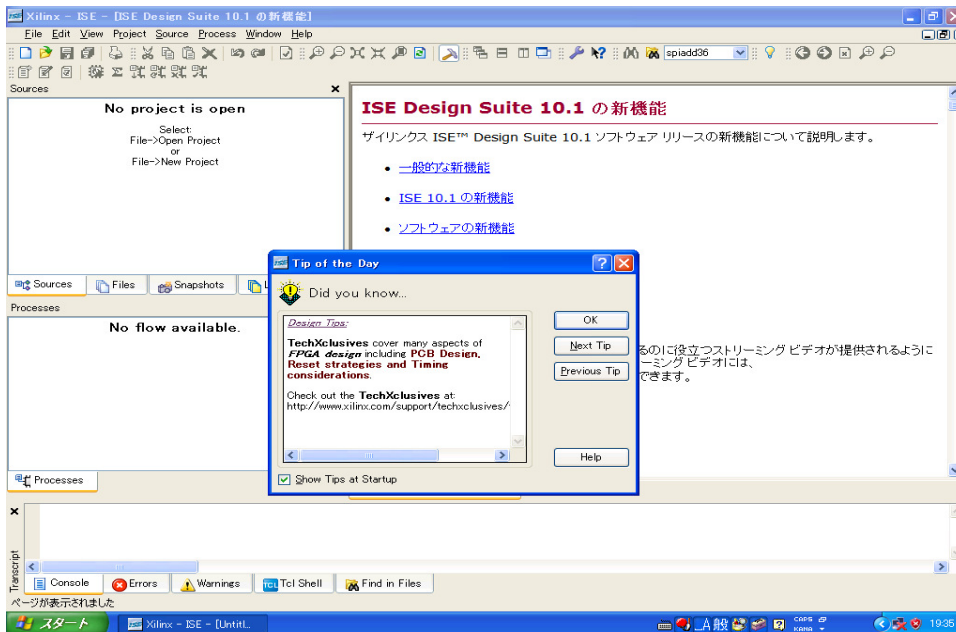 Xilinx - ISE - [ISE Design Suite 10.1 の新機能]
File Edit View Project Source Process Window Help
spiadd36
Sources
No project is open
Select:
File->Open Project
or
File->New Project
Sources Files Snapshots
Processes
No flow available.
Processes
ISE Design Suite 10.1 の新機能
ザイリンクス ISE™ Design Suite 10.1 ソフトウェア リリースの新機能について説明します。
一般的な新機能
ISE 10.1 の新機能
ソフトウェアの新機能
るのに役立つストリーミング ビデオが提供されるように
ーミング ビデオには、
できます。
Tip of the Day
Did you know...
Design Tips:
TechXclusives cover many aspects of
FPGA design including PCB Design,
Reset strategies and Timing
considerations.
Check out the TechXclusives at:
http://www.xilinx.com/support/techxclusives/
OK
Next Tip
Previous Tip
Help
Show Tips at Startup
Transcript
Console Errors Warnings Tcl Shell Find in Files
ページが表示されました
スタート Xilinx - ISE - [Untitl... A 般 CAPS KANA 19:35